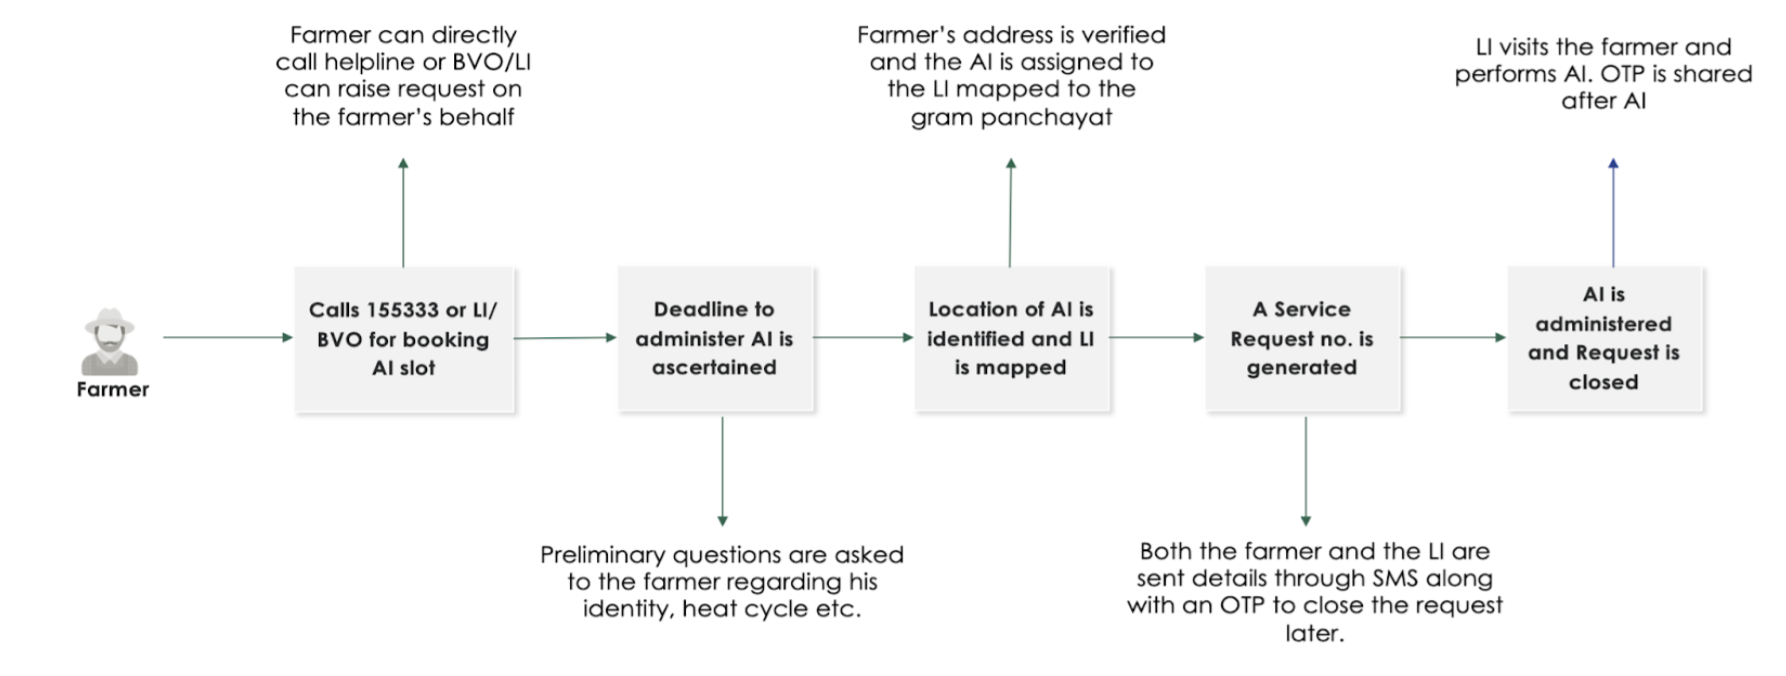 Farmer can directly
call helpline or BVO/LI
can raise request on
the farmer's behalf
Farmer's address is verified
and the AI is assigned to
the LI mapped to the
gram panchayat
LI visits the farmer and
performs AI. OTP is shared
after AI
Farmer
Calls 155333 or LI/
BVO for booking
AI slot
Deadline to
administer AI is
ascertained
Location of AI is
identified and LI
is mapped
A Service
Request no. is
generated
AI is
administered
and Request is
closed
Preliminary questions are asked
to the farmer regarding his
identity, heat cycle etc.
Both the farmer and the LI are
sent details through SMS along
with an OTP to close the request
later.